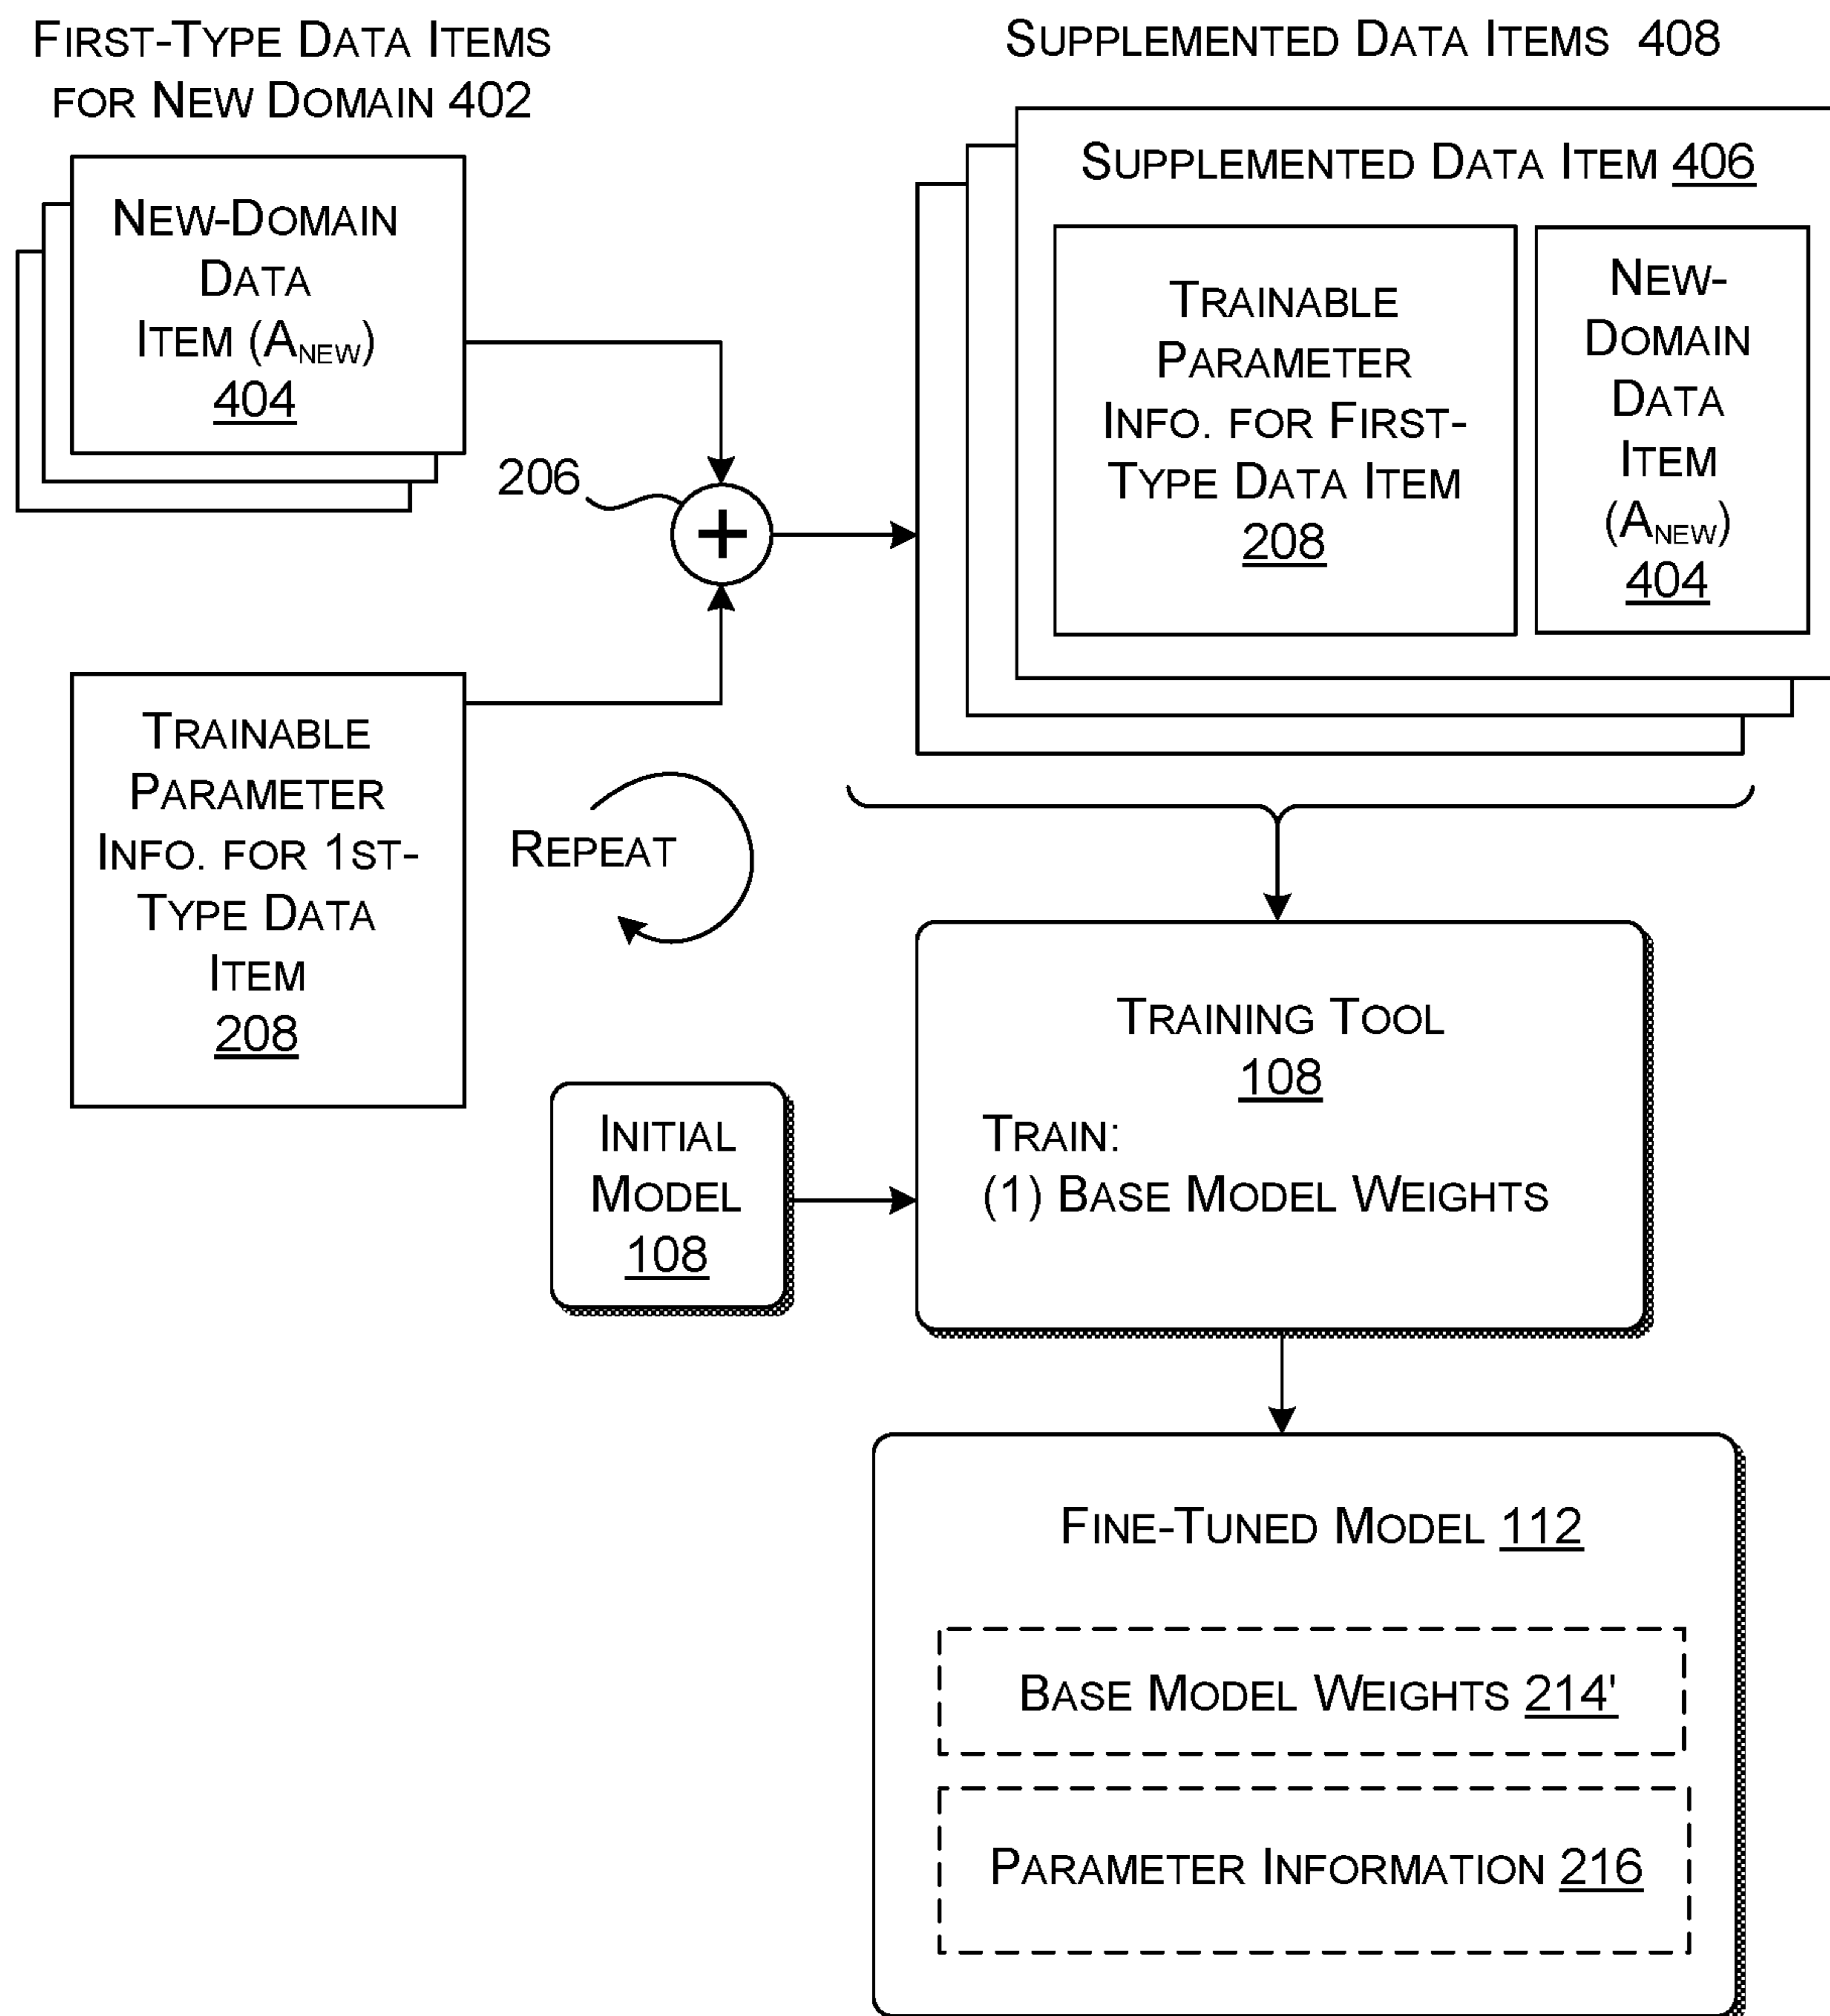 FIRST-TYPE DATA ITEMS
FOR NEW DOMAIN 402
NEW-DOMAIN
DATA
ITEM (ANEW)
404
206
+
TRAINABLE
PARAMETER
INFO. FOR 1ST-
TYPE DATA
ITEM
208
REPEAT
SUPPLEMENTED DATA ITEMS 408
SUPPLEMENTED DATA ITEM 406
TRAINABLE
PARAMETER
INFO. FOR FIRST-
TYPE DATA ITEM
208
NEW-
DOMAIN
DATA
ITEM
(ANEW)
404
INITIAL
MODEL
108
TRAINING TOOL
108
TRAIN:
(1) BASE MODEL WEIGHTS
FINE-TUNED MODEL 112
BASE MODEL WEIGHTS 214'
PARAMETER INFORMATION 216